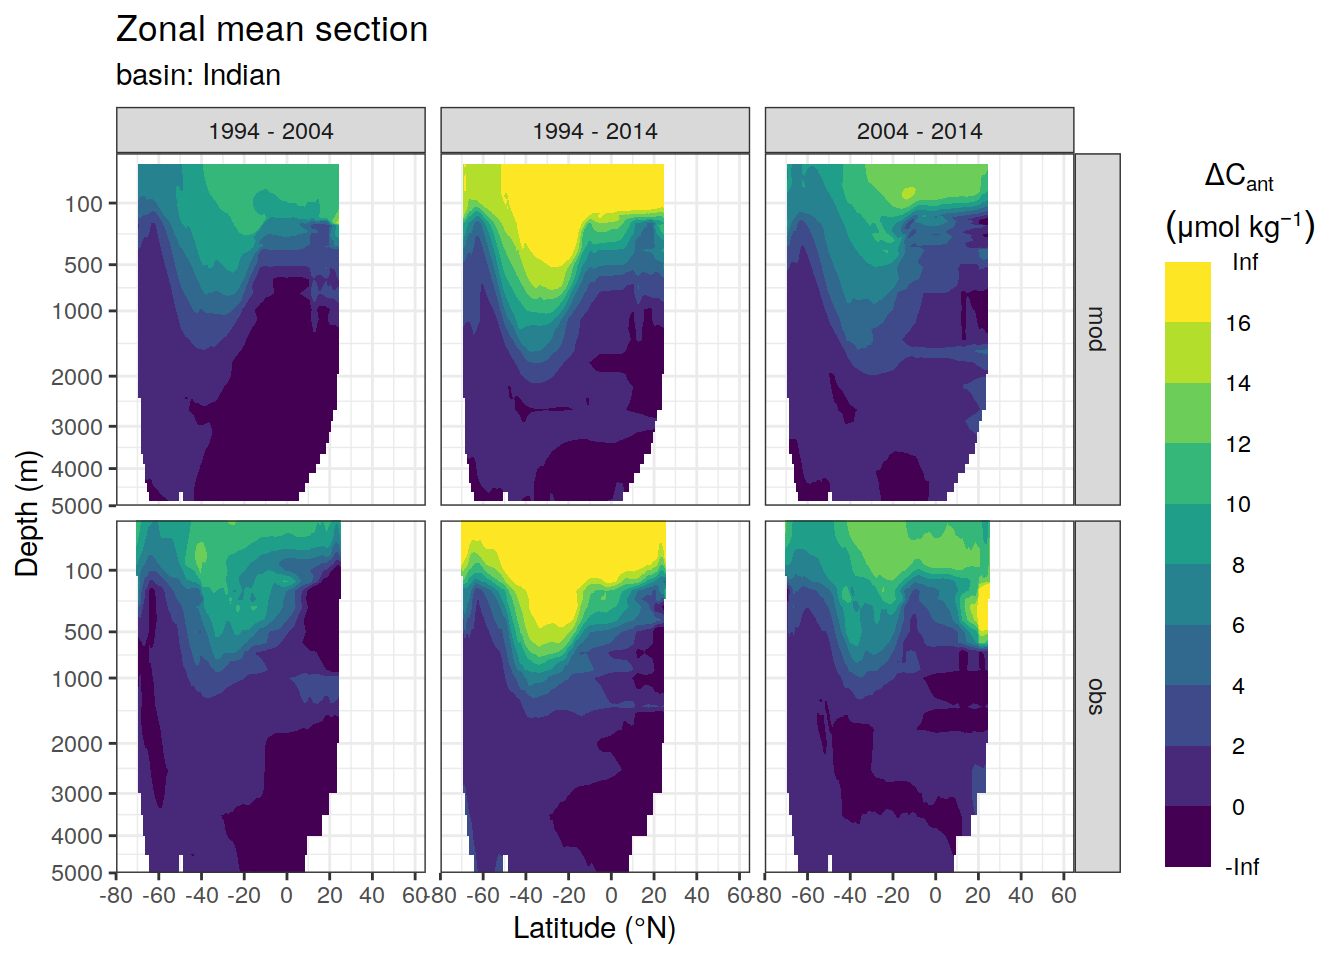 Zonal mean section
basin: Indian
1994 - 2004
1994 - 2014
2004 - 2014
mod
obs
Depth (m)
100
500
1000
2000
3000
4000
5000
100
500
1000
2000
3000
4000
5000
-80 -60 -40 -20 0 20 40 60
-80 -60 -40 -20 0 20 40 60
-80 -60 -40 -20 0 20 40 60
Latitude (°N)
ΔCant
(μmol kg⁻¹)
Inf
16
14
12
10
8
6
4
2
0
-Inf